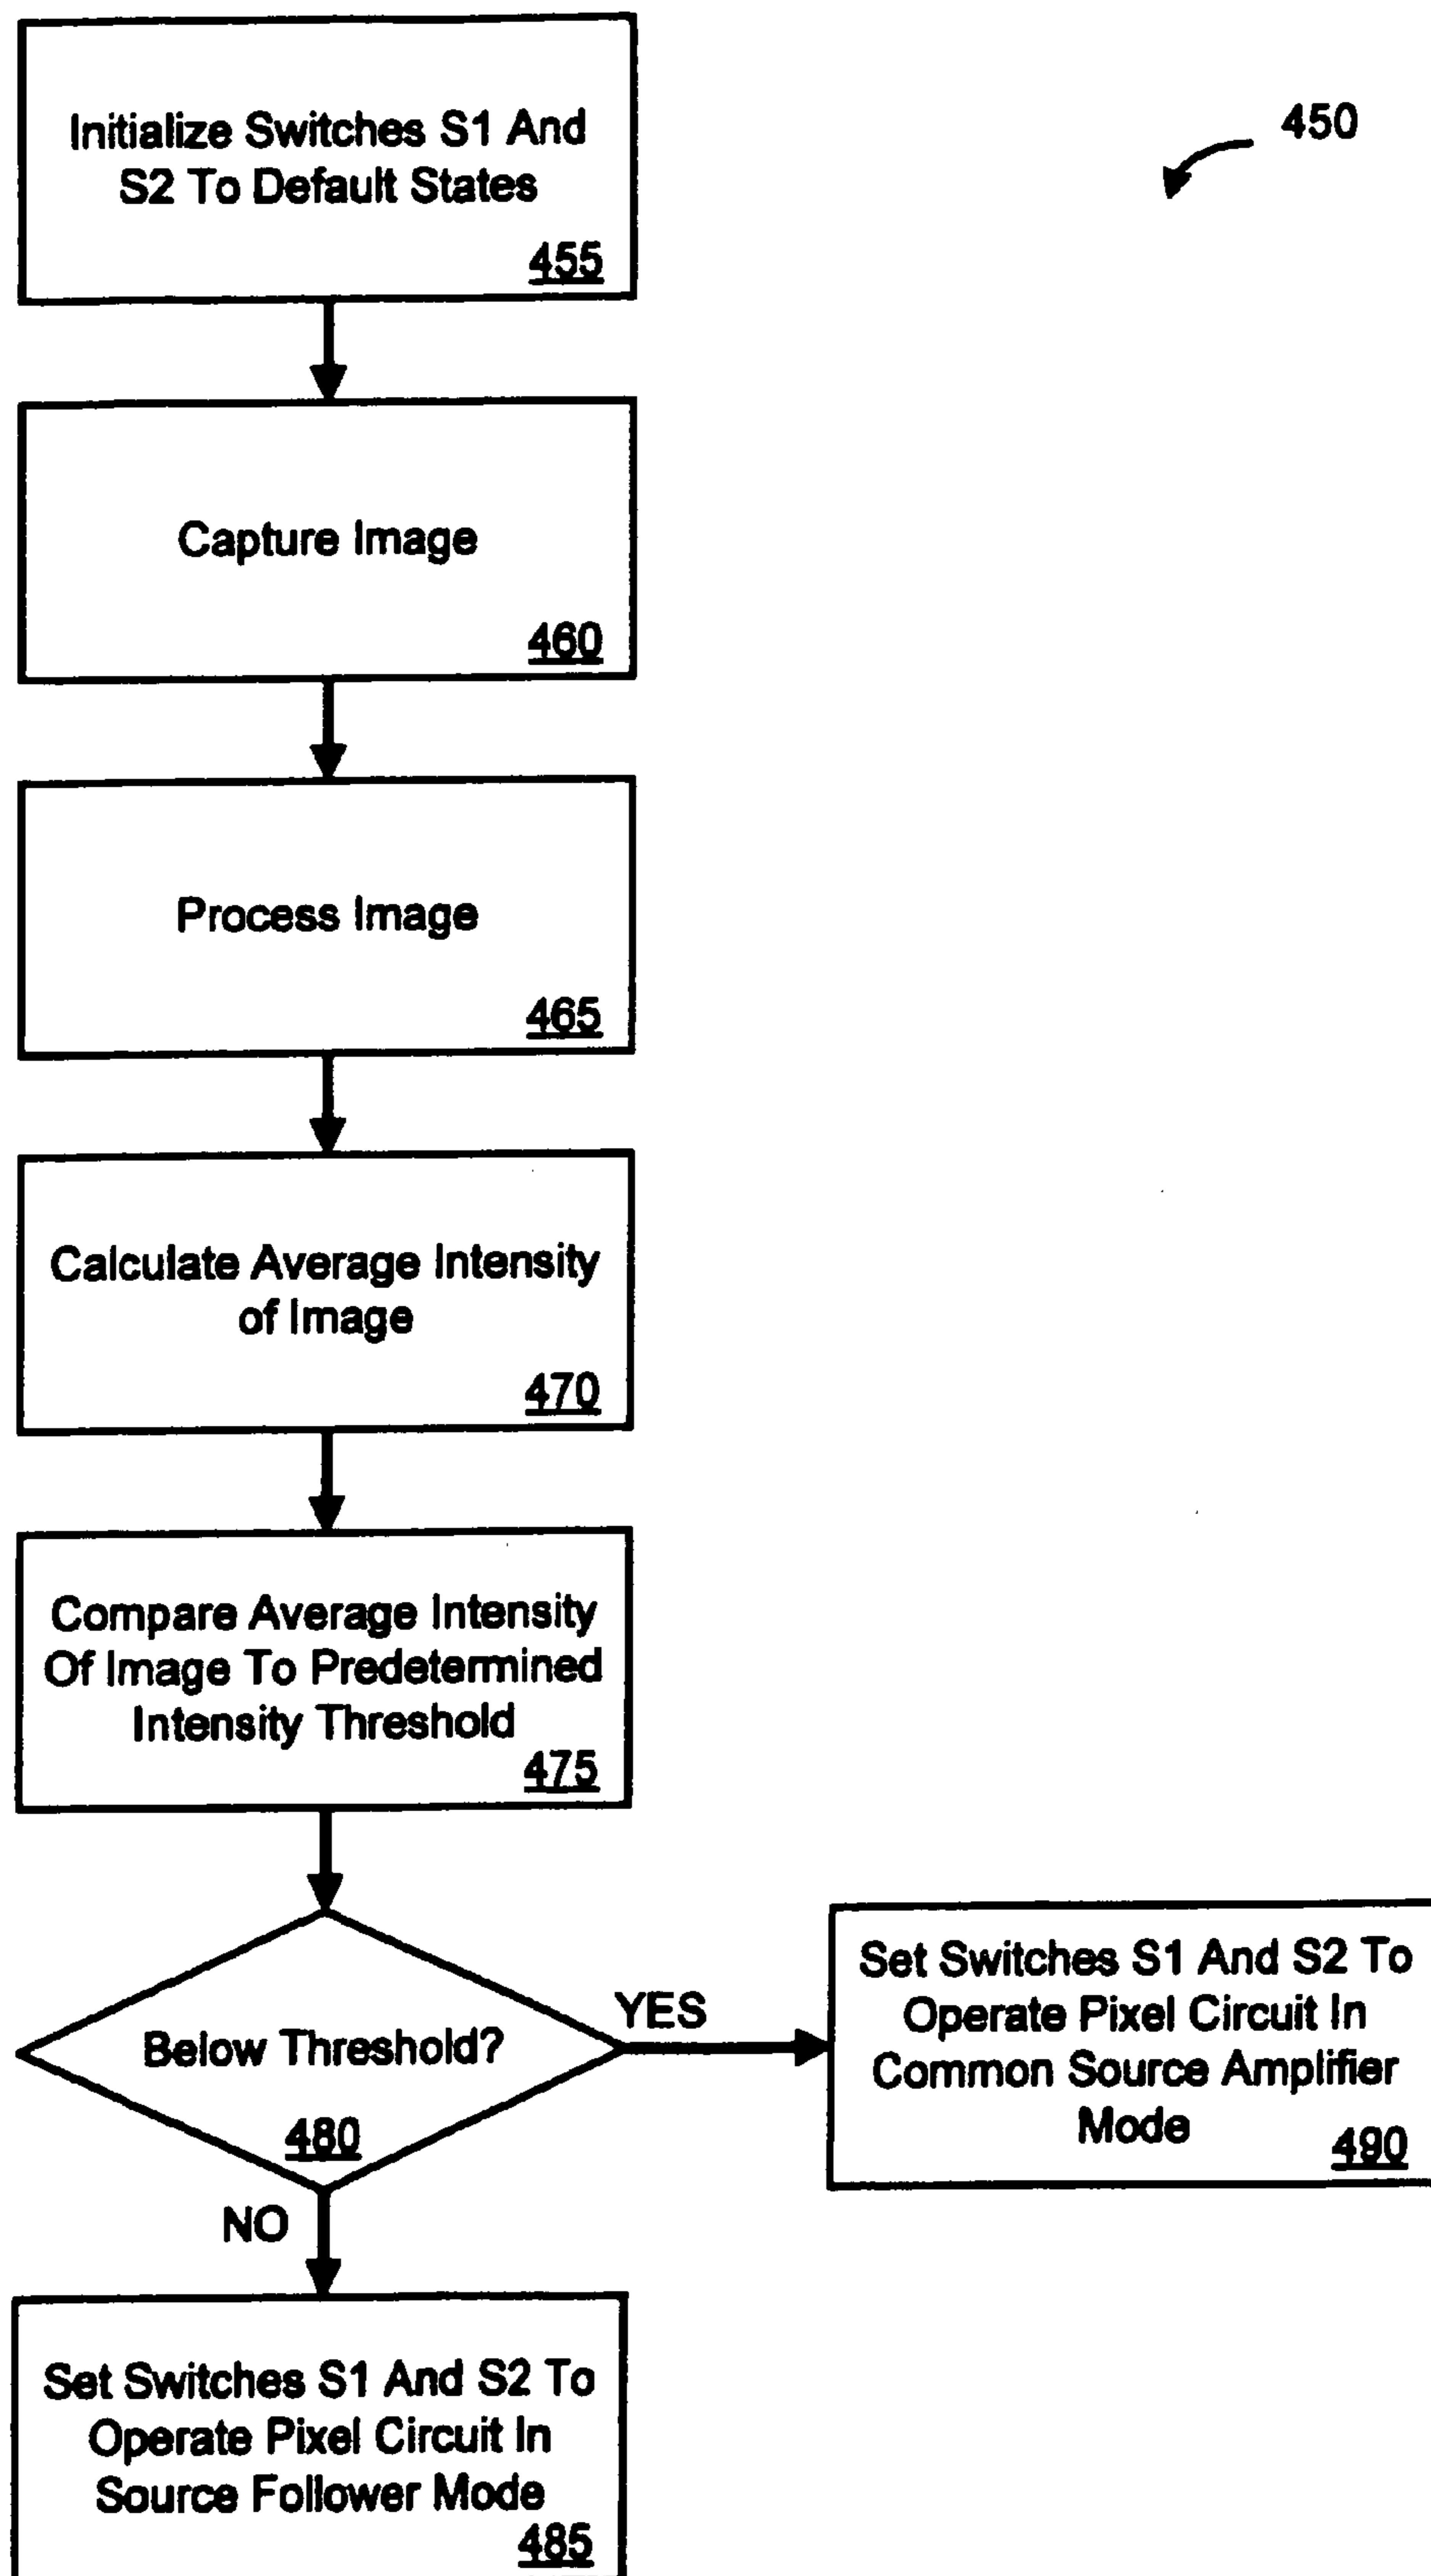 450
Initialize Switches S1 And
S2 To Default States
455
Capture Image
460
Process Image
465
Calculate Average Intensity
of Image
470
Compare Average Intensity
Of Image To Predetermined
Intensity Threshold
475
Below Threshold?
480
YES
Set Switches S1 And S2 To
Operate Pixel Circuit In
Common Source Amplifier
Mode
490
NO
Set Switches S1 And S2 To
Operate Pixel Circuit In
Source Follower Mode
485